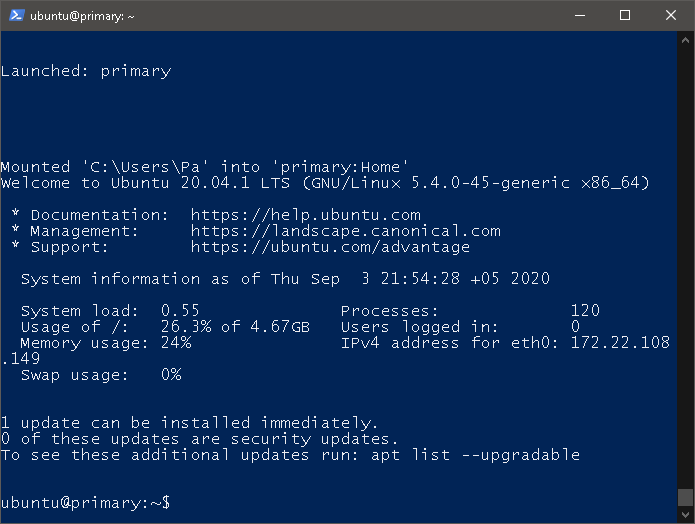 ubuntu@primary: ~
Launched: primary
Mounted 'C:\Users\Pa' into 'primary:Home'
Welcome to Ubuntu 20.04.1 LTS (GNU/Linux 5.4.0-45-generic x86_64)
* Documentation:  https://help.ubuntu.com
* Management:     https://landscape.canonical.com
* Support:        https://ubuntu.com/advantage
System information as of Thu Sep  3 21:54:28 +05 2020
System load:  0.55              Processes:             120
Usage of /:   26.3% of 4.67GB   Users logged in:       0
Memory usage: 24%               IPv4 address for eth0: 172.22.108
.149
Swap usage:   0%
1 update can be installed immediately.
0 of these updates are security updates.
To see these additional updates run: apt list --upgradable
ubuntu@primary:~$